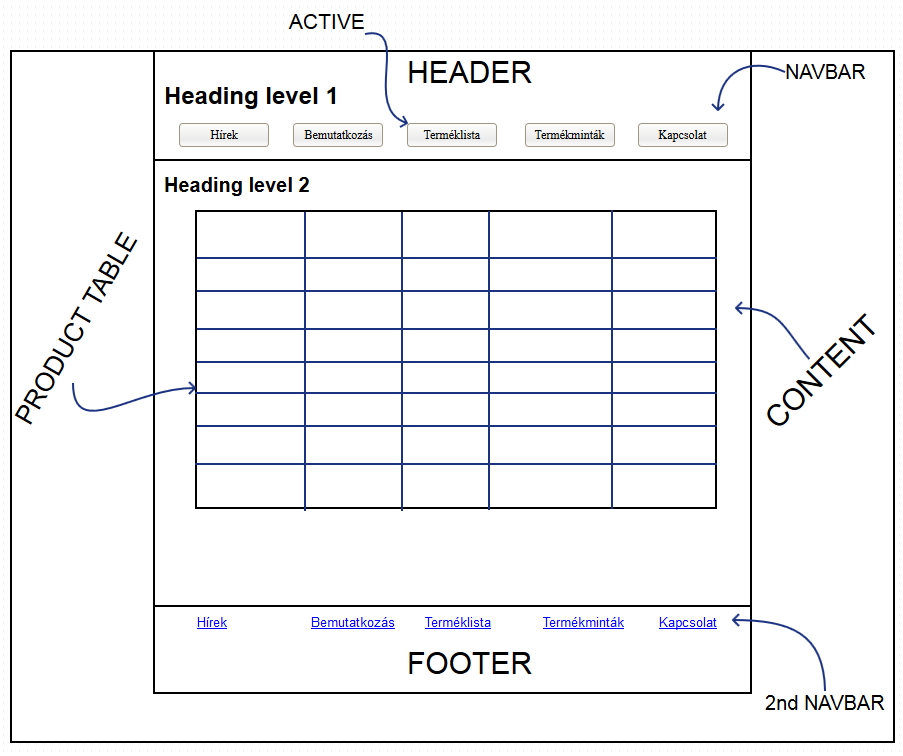 ACTIVE
HEADER
NAVBAR
Heading level 1
Hírek
Bemutatkozás
Terméklista
Termékminták
Kapcsolat
Heading level 2
PRODUCT TABLE
CONTENT
Hírek
Bemutatkozás
Terméklista
Termékminták
Kapcsolat
FOOTER
2nd NAVBAR